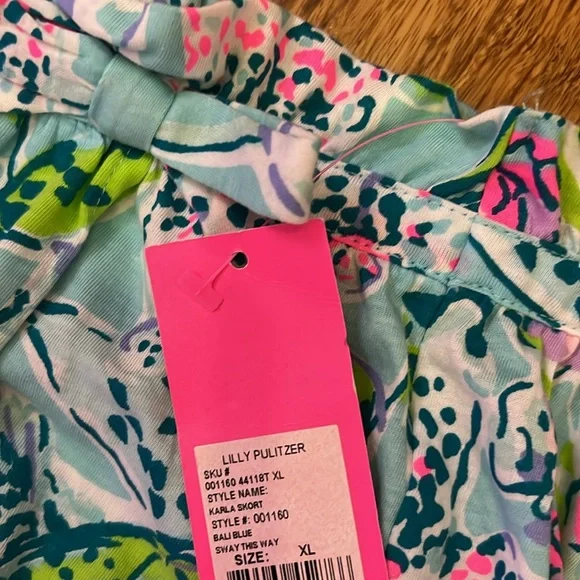 LILLY PULITZER
SKU #
001160 44118T XL
STYLE NAME:
KARLA SKORT
STYLE #: 001160
BALI BLUE
SWAY THIS WAY
SIZE: XL